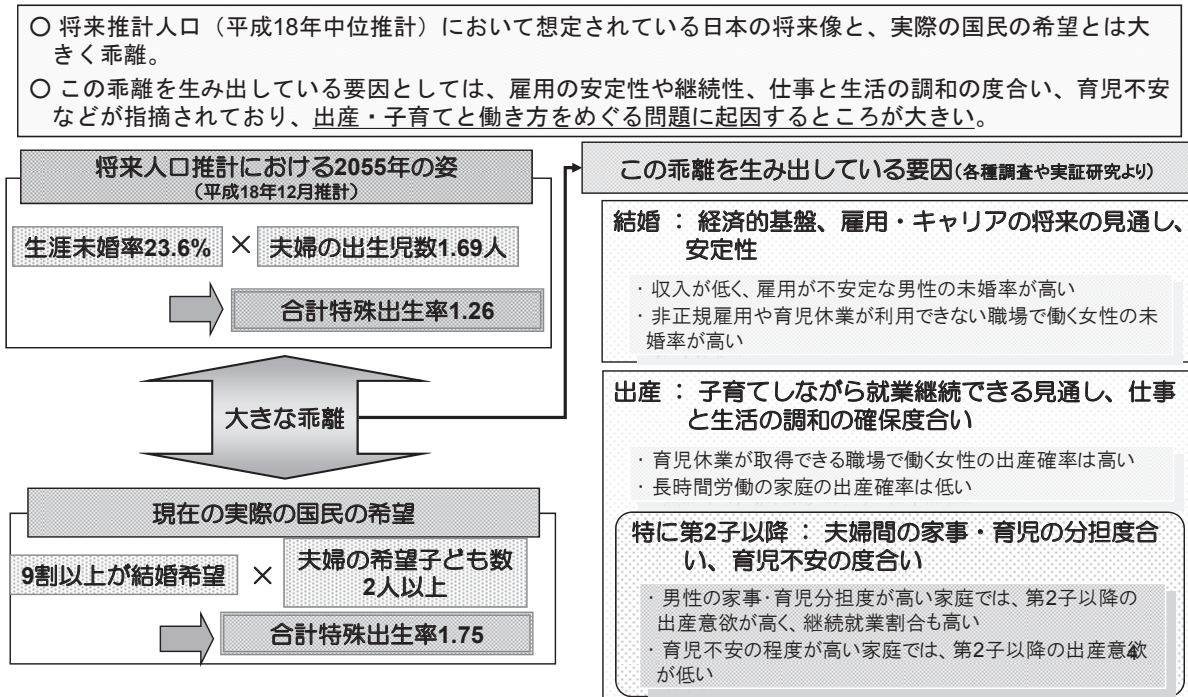 〇 将来推計人口（平成18年中位推計）において想定されている日本の将来像と、実際の国民の希望とは大
きく乖離。
〇 この乖離を生み出している要因としては、雇用の安定性や継続性、仕事と生活の調和の度合い、育児不安
などが指摘されており、出産・子育てと働き方をめぐる問題に起因するところが大きい。
将来人口推計における2055年の姿
（平成18年12月推計）
生涯未婚率23.6% × 夫婦の出生児数1.69人
合計特殊出生率1.26
大きな乖離
現在の実際の国民の希望
9割以上が結婚希望 × 夫婦の希望子ども数
2人以上
合計特殊出生率1.75
この乖離を生み出している要因(各種調査や実証研究より)
結婚 ： 経済的基盤、雇用・キャリアの将来の見通し、
安定性
・収入が低く、雇用が不安定な男性の未婚率が高い
・非正規雇用や育児休業が利用できない職場で働く女性の未
婚率が高い
出産 ： 子育てしながら就業継続できる見通し、仕事
と生活の調和の確保度合い
・育児休業が取得できる職場で働く女性の出産確率は高い
・長時間労働の家庭の出産確率は低い
特に第2子以降 ： 夫婦間の家事・育児の分担度合
い、育児不安の度合い
・男性の家事・育児分担度が高い家庭では、第2子以降の
出産意欲が高く、継続就業割合も高い
・育児不安の程度が高い家庭では、第2子以降の出産意欲
が低い
4